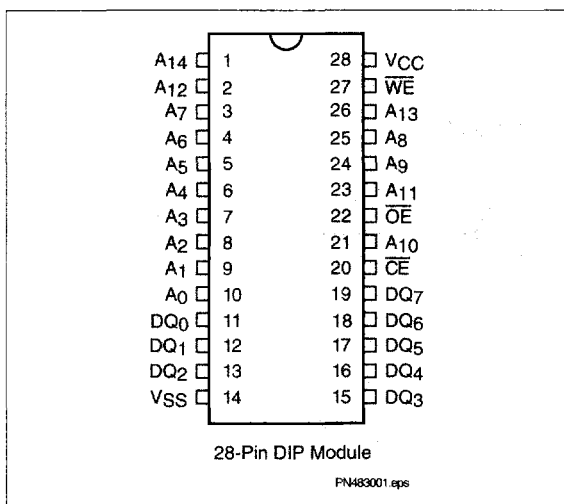 A14 1 28 VCC
A12 2 27 W̅E̅
A7 3 26 A13
A6 4 25 A8
A5 5 24 A9
A4 6 23 A11
A3 7 22 O̅E̅
A2 8 21 A10
A1 9 20 C̅E̅
A0 10 19 DQ7
DQ0 11 18 DQ6
DQ1 12 17 DQ5
DQ2 13 16 DQ4
VSS 14 15 DQ3
28-Pin DIP Module
PN483001.eps